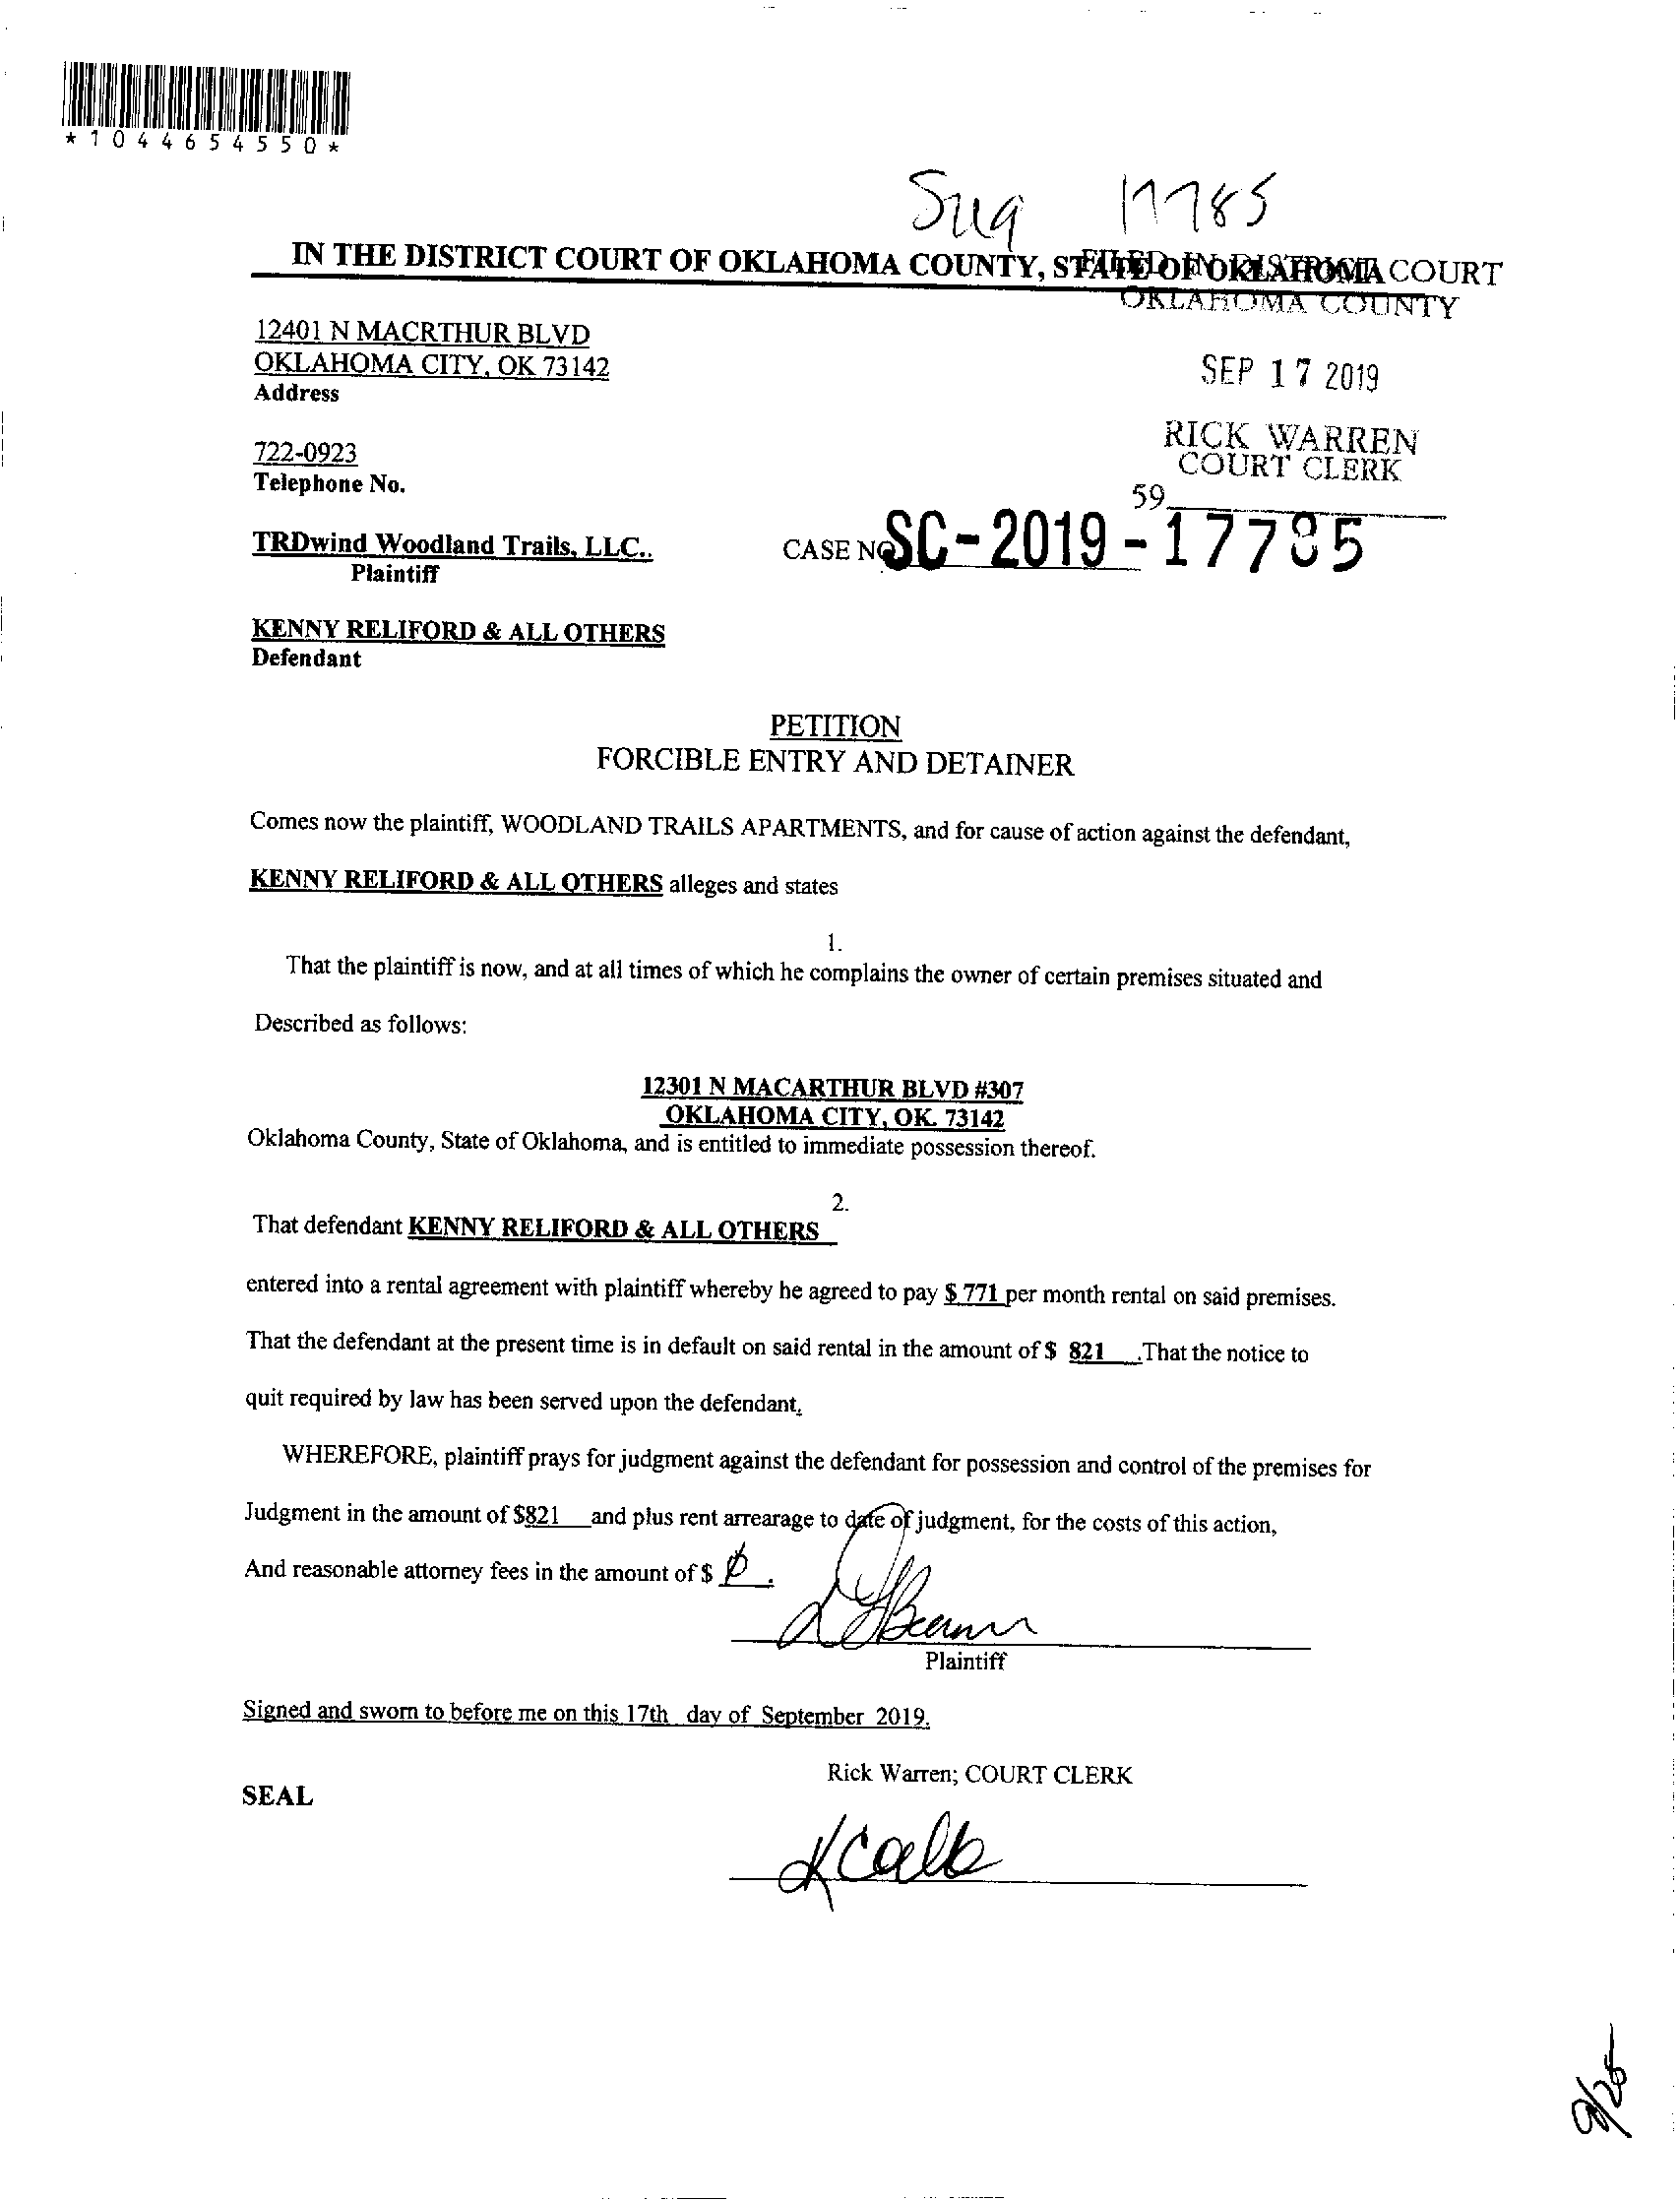 *1044654550*
17785
IN THE DISTRICT COURT OF OKLAHOMA COUNTY, STATE OF OKLAHOMA
FILED IN DISTRICT COURT
OKLAHOMA COUNTY
12401 N MACRTHUR BLVD
OKLAHOMA CITY, OK 73142
Address
SEP 17 2019
RICK WARREN
COURT CLERK
722-0923
Telephone No.
59
TRDwind Woodland Trails, LLC..
CASE NO SC-2019-17785
Plaintiff
KENNY RELIFORD & ALL OTHERS
Defendant
PETITION
FORCIBLE ENTRY AND DETAINER
Comes now the plaintiff, WOODLAND TRAILS APARTMENTS, and for cause of action against the defendant,
KENNY RELIFORD & ALL OTHERS alleges and states
1.
That the plaintiff is now, and at all times of which he complains the owner of certain premises situated and
Described as follows:
12301 N MACARTHUR BLVD #307
OKLAHOMA CITY, OK. 73142
Oklahoma County, State of Oklahoma, and is entitled to immediate possession thereof.
2.
That defendant KENNY RELIFORD & ALL OTHERS
entered into a rental agreement with plaintiff whereby he agreed to pay $ 771 per month rental on said premises.
That the defendant at the present time is in default on said rental in the amount of $ 821 .That the notice to
quit required by law has been served upon the defendant.
WHEREFORE, plaintiff prays for judgment against the defendant for possession and control of the premises for
Judgment in the amount of $821 and plus rent arrearage to date of judgment, for the costs of this action,
And reasonable attorney fees in the amount of $ Ø .
Plaintiff
Signed and sworn to before me on this 17th day of September 2019.
Rick Warren; COURT CLERK
SEAL
9/25